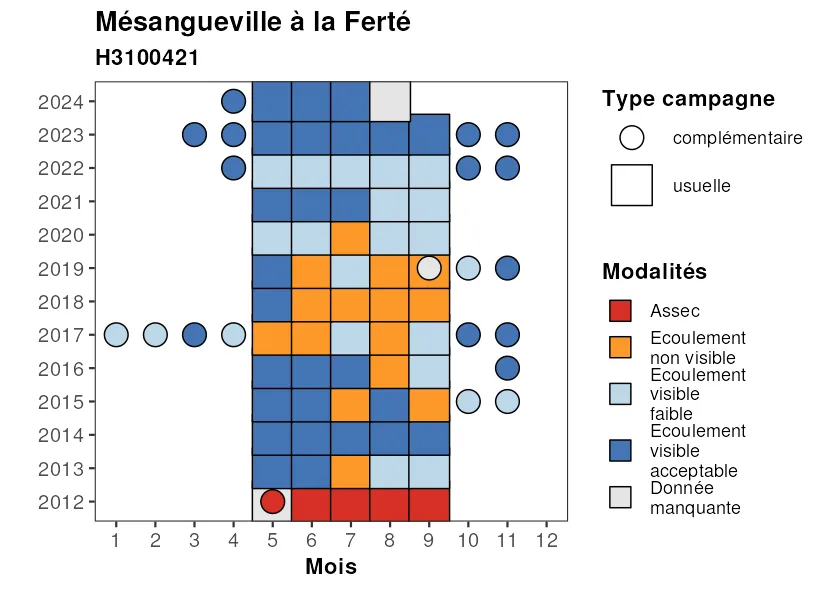 Mésangueville à la Ferté
H3100421
2024
2023
2022
2021
2020
2019
2018
2017
2016
2015
2014
2013
2012
1 2 3 4 5 6 7 8 9 10 11 12
Mois
Type campagne
complémentaire
usuelle
Modalités
Assec
Ecoulement
non visible
Ecoulement
visible
faible
Ecoulement
visible
acceptable
Donnée
manquante